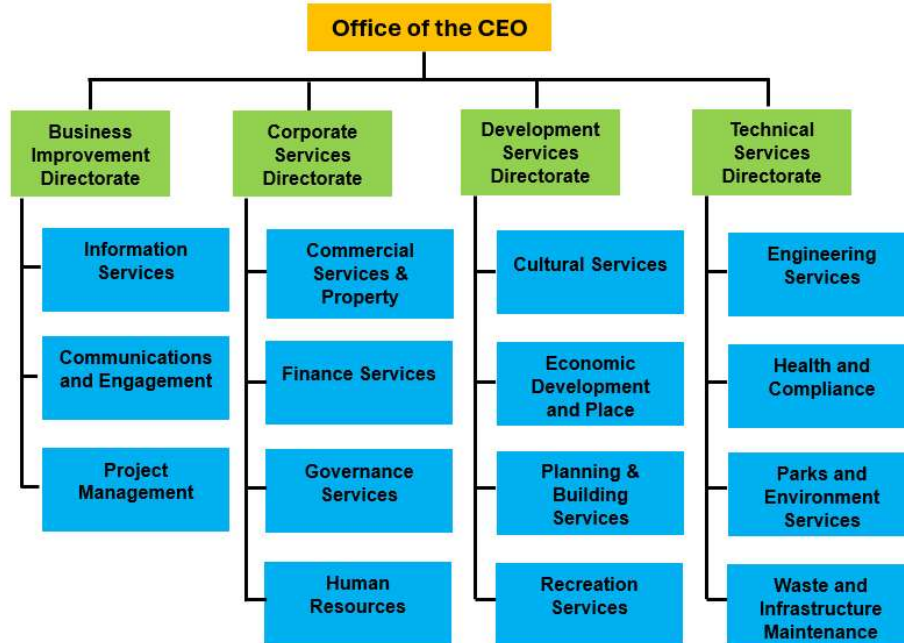 Office of the CEO
Business
Improvement
Directorate
Corporate
Services
Directorate
Development
Services
Directorate
Technical
Services
Directorate
Information
Services
Communications
and Engagement
Project
Management
Commercial
Services &
Property
Finance Services
Governance
Services
Human
Resources
Cultural Services
Economic
Development
and Place
Planning &
Building
Services
Recreation
Services
Engineering
Services
Health and
Compliance
Parks and
Environment
Services
Waste and
Infrastructure
Maintenance